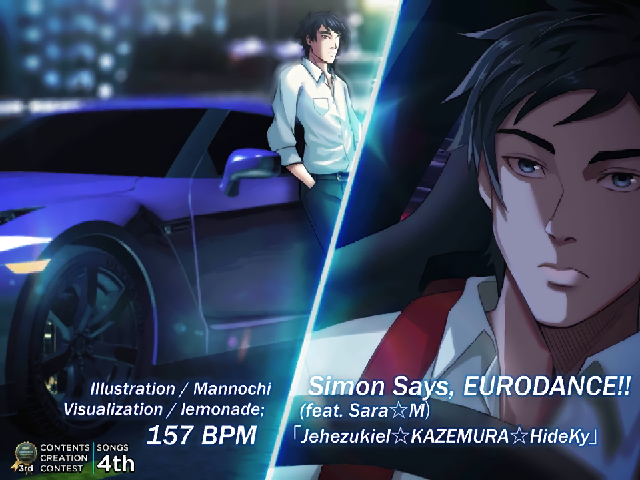 Illustration / Mannochi
Visualization / lemonade;
157 BPM
Simon Says, EURODANCE!!
(feat. Sara☆M)
「Jehezukiel☆KAZEMURA☆HideKy」
3rd
CONTENTS
CREATION
CONTEST
SONGS
4th